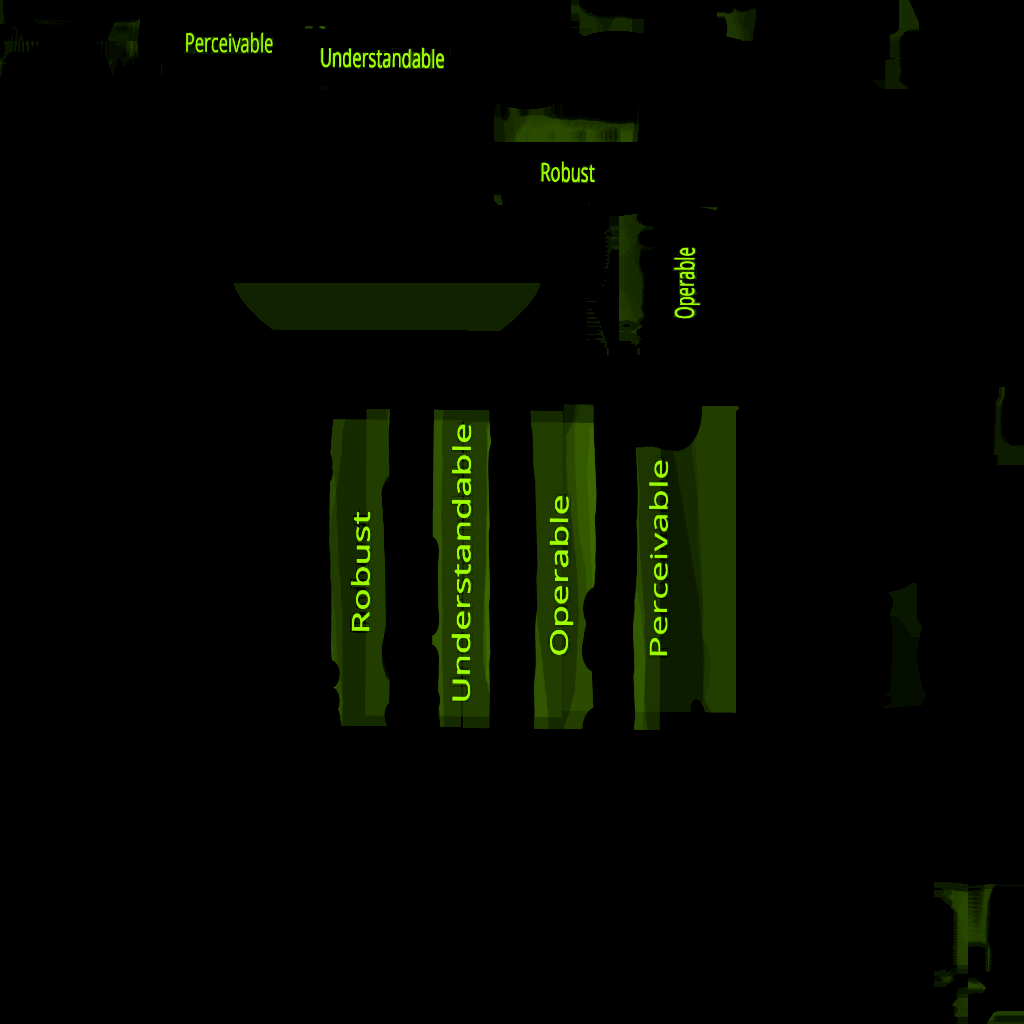 Perceivable
Understandable
Robust
Operable
Robust
Understandable
Operable
Perceivable